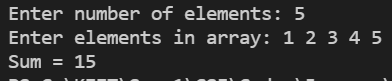 Enter number of elements: 5
Enter elements in array: 1 2 3 4 5
Sum = 15